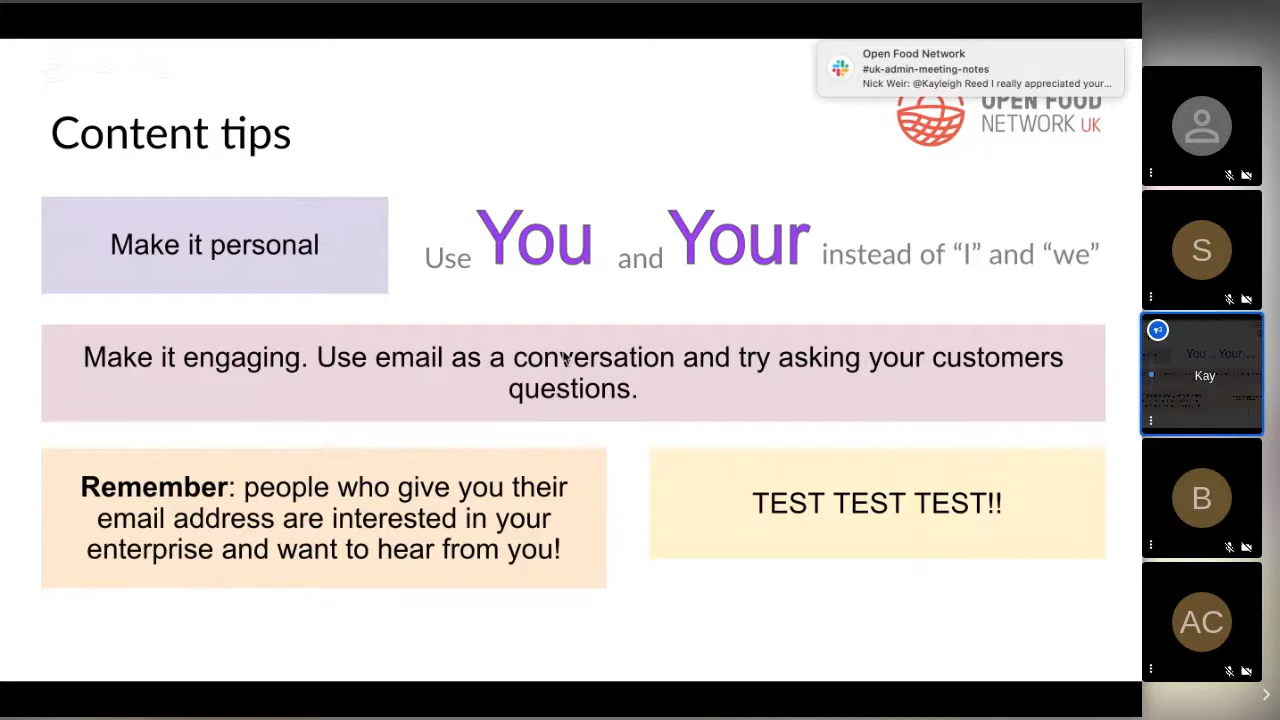 Open Food Network
#uk-admin-meeting-notes
Nick Weir: @Kayleigh Reed I really appreciated your...
OPEN FOOD
NETWORK UK
Content tips
Make it personal
Use You and Your instead of “I” and “we”
Make it engaging. Use email as a conversation and try asking your customers
questions.
Remember: people who give you their
email address are interested in your
enterprise and want to hear from you!
TEST TEST TEST!!
S
Kay
B
AC